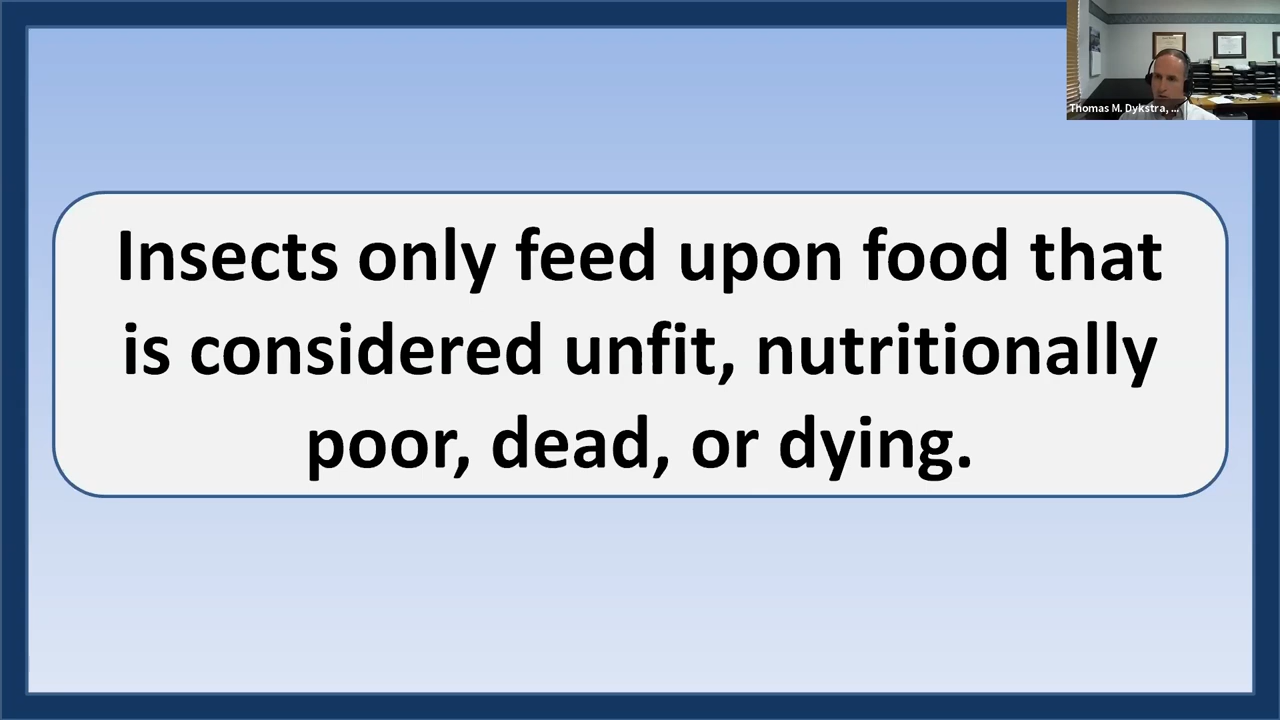 Thomas M. Dykstra, ...
Insects only feed upon food that
is considered unfit, nutritionally
poor, dead, or dying.